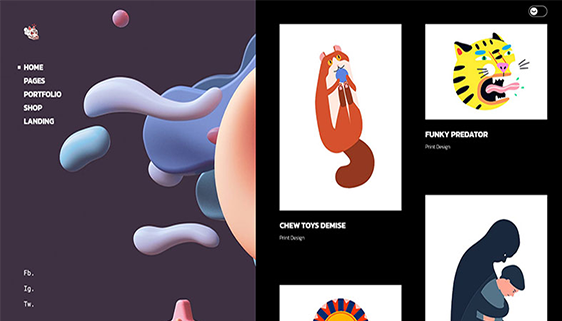 HOME
PAGES
PORTFOLIO
SHOP
LANDING
Fb.
Ig.
Tw.
FUNKY PREDATOR
Print Design
CHEW TOYS DEMISE
Print Design